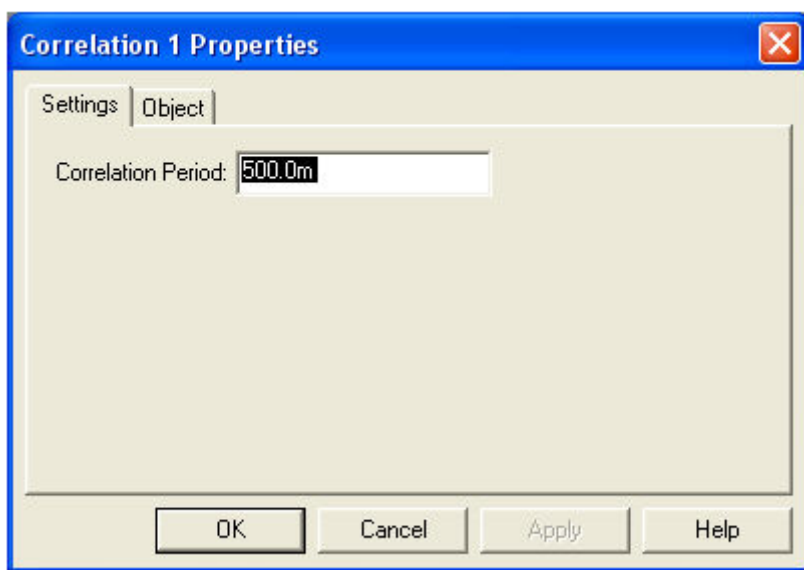 Correlation 1 Properties
Settings Object
Correlation Period: 500.0m
OK Cancel Apply Help